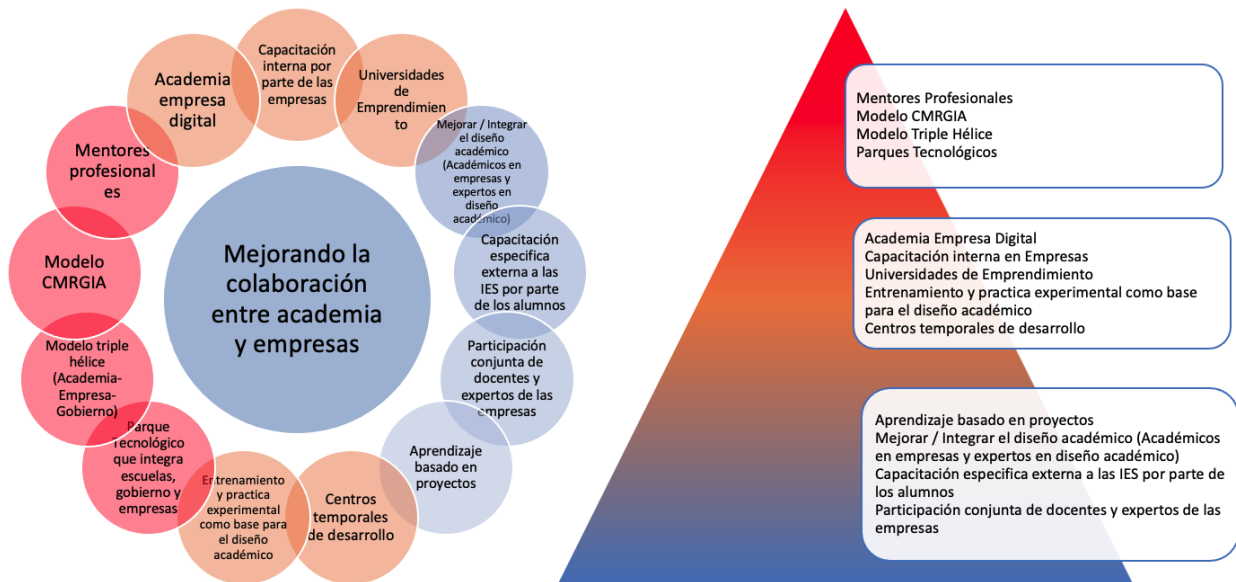 Capacitación
interna por
parte de las
empresas
Universidades
de
Emprendimie
nto
Mejorar / Integrar
el diseño
académico
(Académicos en
empresas y
expertos en
diseño
académico)
Capacitación
especifica
externa a las
IES por parte
de los alumnos
Participación
conjunta de
docentes y
expertos de las
empresas
Aprendizaje
basado en
proyectos
Centros
temporales
de desarrollo
Entrenamiento
y practica
experimental
como base para
el diseño
académico
Parque
Tecnológico
que integra
escuelas,
gobierno y
empresas
Modelo triple
hélice
(Academia-
Empresa-
Gobierno)
Modelo
CMRGIA
Mentores
profesional
es
Academia
empresa
digital
Mejorando la
colaboración
entre academia
y empresas
Mentores Profesionales
Modelo CMRGIA
Modelo Triple Hélice
Parques Tecnológicos
Academia Empresa Digital
Capacitación interna en Empresas
Universidades de Emprendimiento
Entrenamiento y practica experimental como base
para el diseño académico
Centros temporales de desarrollo
Aprendizaje basado en proyectos
Mejorar / Integrar el diseño académico (Académicos
en empresas y expertos en diseño académico)
Capacitación especifica externa a las IES por parte de
los alumnos
Participación conjunta de docentes y expertos de las
empresas